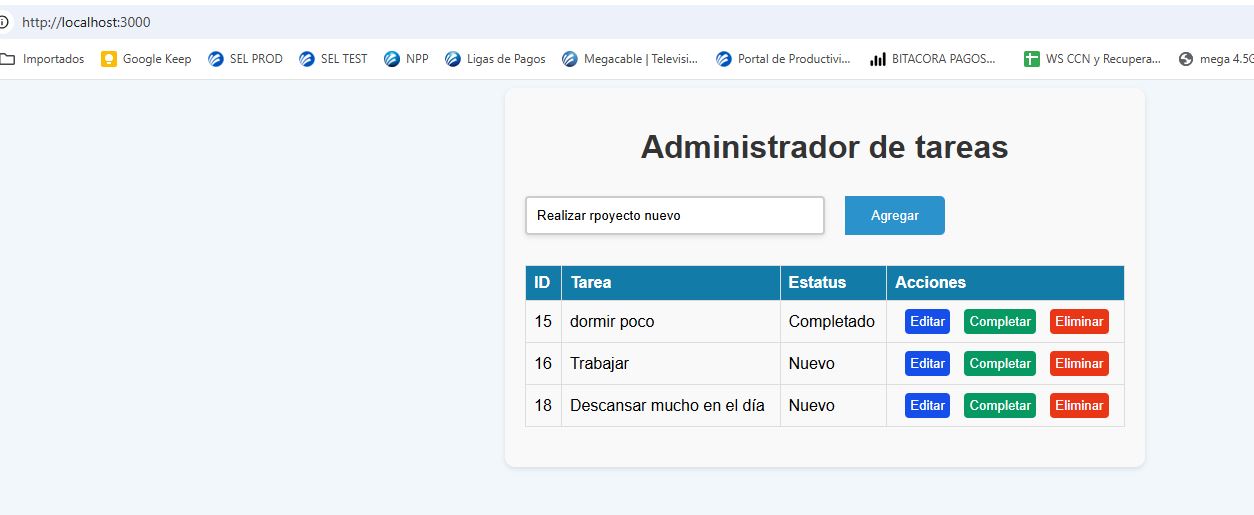 http://localhost:3000
Importados Google Keep SEL PROD SEL TEST NPP Ligas de Pagos Megacable | Televisi... Portal de Productivi... BITACORA PAGOS... WS CCN y Recupera... mega 4.5G
Administrador de tareas
Realizar rpoyecto nuevo Agregar
ID Tarea Estatus Acciones
15 dormir poco Completado Editar Completar Eliminar
16 Trabajar Nuevo Editar Completar Eliminar
18 Descansar mucho en el día Nuevo Editar Completar Eliminar